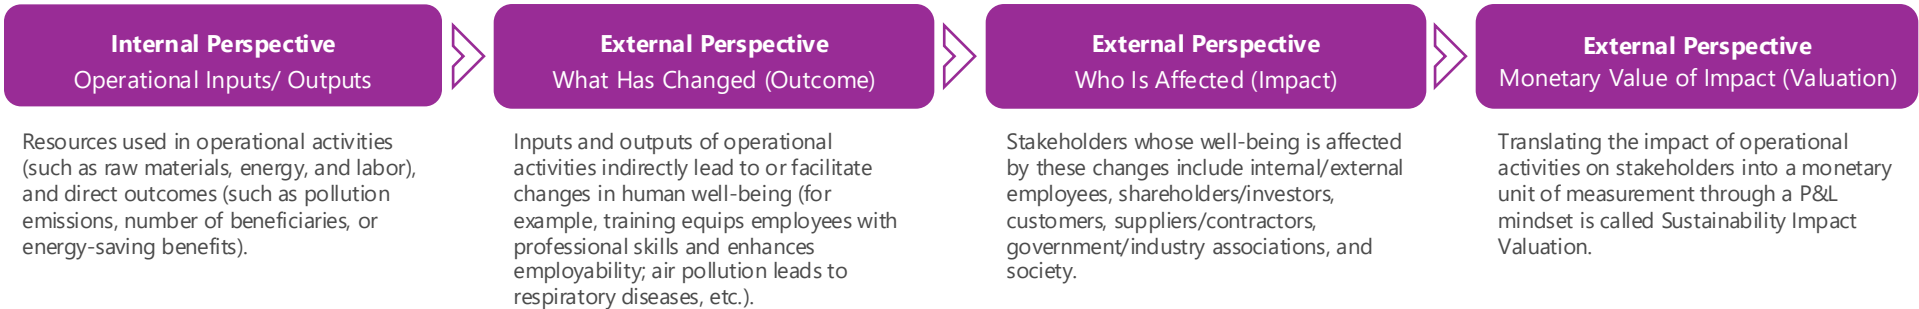 Internal Perspective
Operational Inputs/ Outputs
Resources used in operational activities
(such as raw materials, energy, and labor),
and direct outcomes (such as pollution
emissions, number of beneficiaries, or
energy-saving benefits).
External Perspective
What Has Changed (Outcome)
Inputs and outputs of operational
activities indirectly lead to or facilitate
changes in human well-being (for
example, training equips employees with
professional skills and enhances
employability; air pollution leads to
respiratory diseases, etc.).
External Perspective
Who Is Affected (Impact)
Stakeholders whose well-being is affected
by these changes include internal/external
employees, shareholders/investors,
customers, suppliers/contractors,
government/industry associations, and
society.
External Perspective
Monetary Value of Impact (Valuation)
Translating the impact of operational
activities on stakeholders into a monetary
unit of measurement through a P&L
mindset is called Sustainability Impact
Valuation.